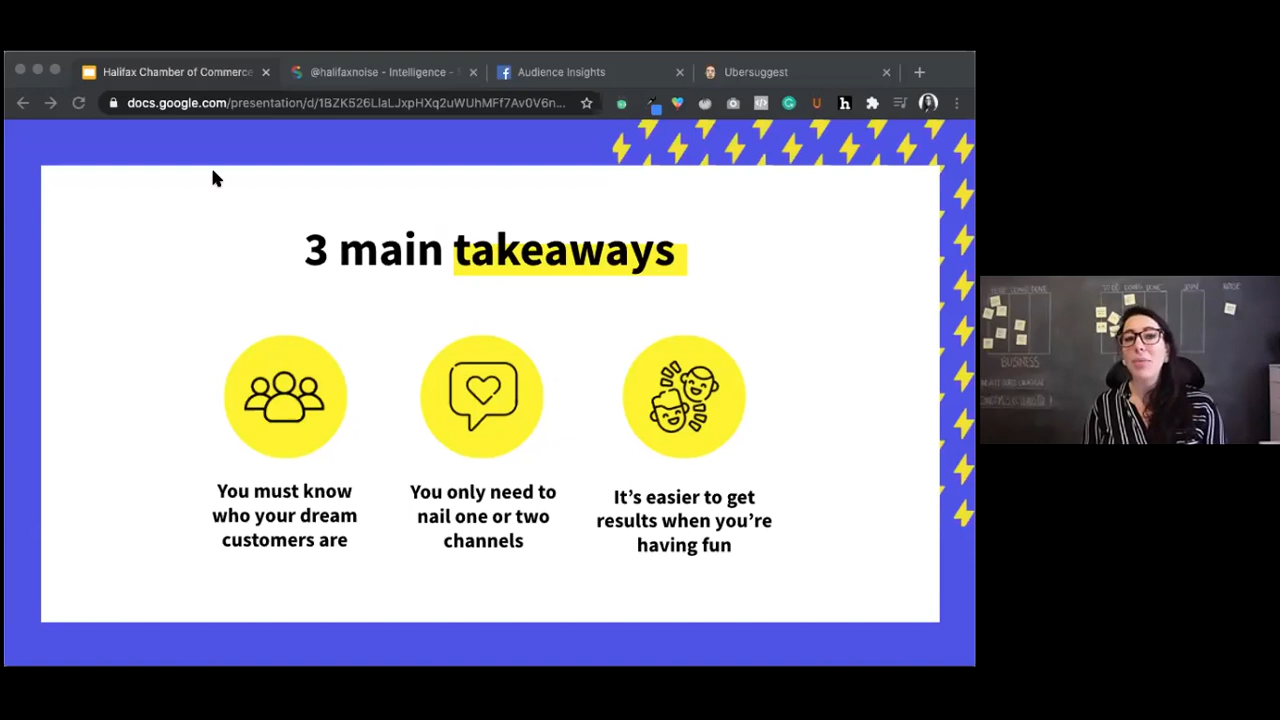 Halifax Chamber of Commerce
@halifaxnoise - Intelligence -
Audience Insights
Ubersuggest
docs.google.com/presentation/d/1BZK526LlaLJxpHXq2uWUhMFf7Av0V6n...
3 main takeaways
You must know
who your dream
customers are
You only need to
nail one or two
channels
It's easier to get
results when you're
having fun
BUSINESS